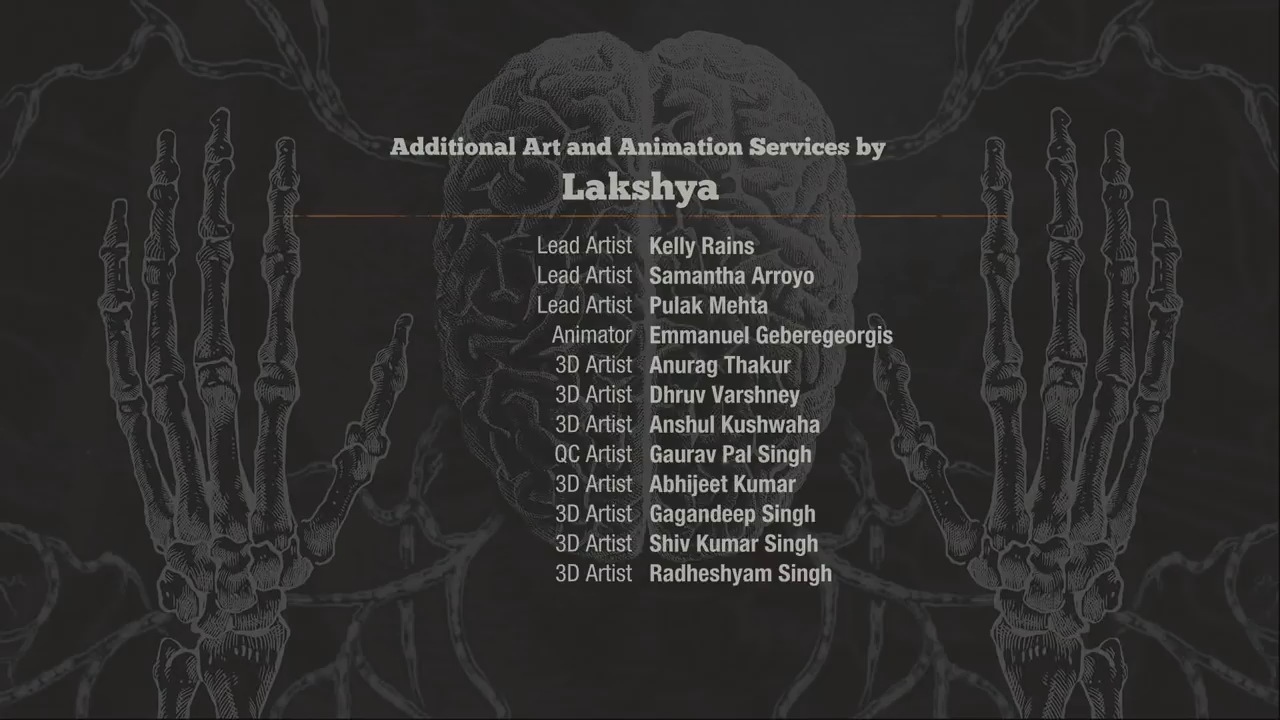 Additional Art and Animation Services by
Lakshya
Lead Artist Kelly Rains
Lead Artist Samantha Arroyo
Lead Artist Pulak Mehta
Animator Emmanuel Geberegeorgis
3D Artist Anurag Thakur
3D Artist Dhruv Varshney
3D Artist Anshul Kushwaha
QC Artist Gaurav Pal Singh
3D Artist Abhijeet Kumar
3D Artist Gagandeep Singh
3D Artist Shiv Kumar Singh
3D Artist Radheshyam Singh